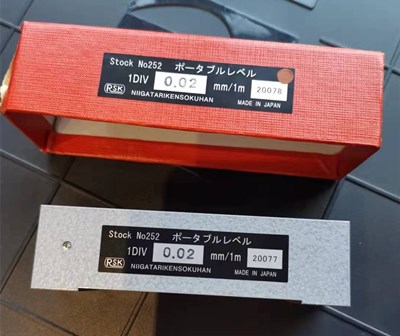 Stock No252 ポータブルレベル
1DIV 0.02 mm/1m 20078
RSK NIIGATARIKENSOKUHAN MADE IN JAPAN
Stock No252 ポータブルレベル
1DIV 0.02 mm/1m 20077
RSK NIIGATARIKENSOKUHAN MADE IN JAPAN